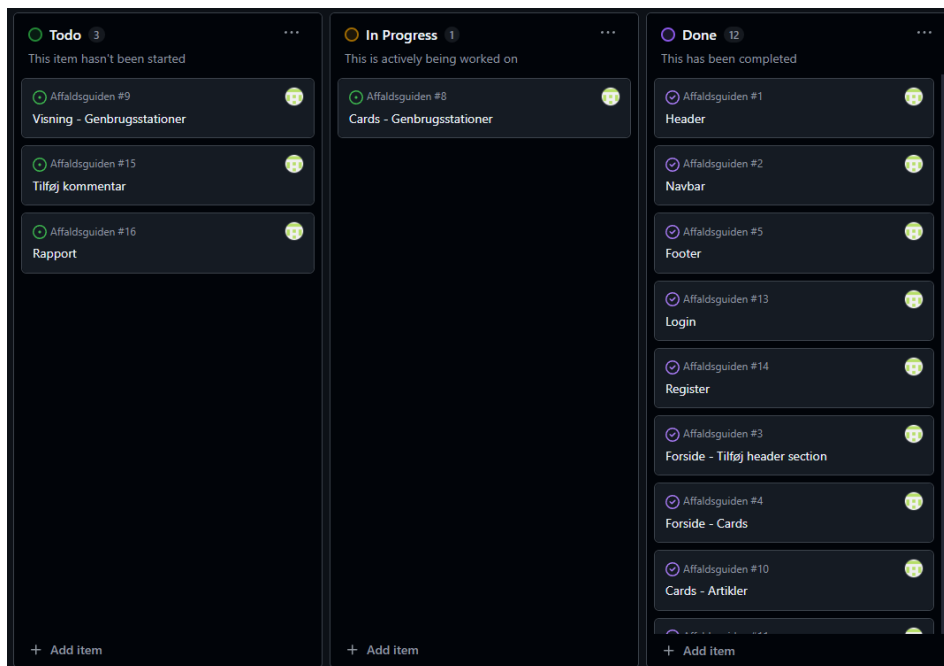 Todo 3
This item hasn't been started
Affaldsguiden #9
Visning - Genbrugsstationer
Affaldsguiden #15
Tilføj kommentar
Affaldsguiden #16
Rapport
+ Add item
In Progress 1
This is actively being worked on
Affaldsguiden #8
Cards - Genbrugsstationer
+ Add item
Done 12
This has been completed
Affaldsguiden #1
Header
Affaldsguiden #2
Navbar
Affaldsguiden #5
Footer
Affaldsguiden #13
Login
Affaldsguiden #14
Register
Affaldsguiden #3
Forside - Tilføj header section
Affaldsguiden #4
Forside - Cards
Affaldsguiden #10
Cards - Artikler
+ Add item